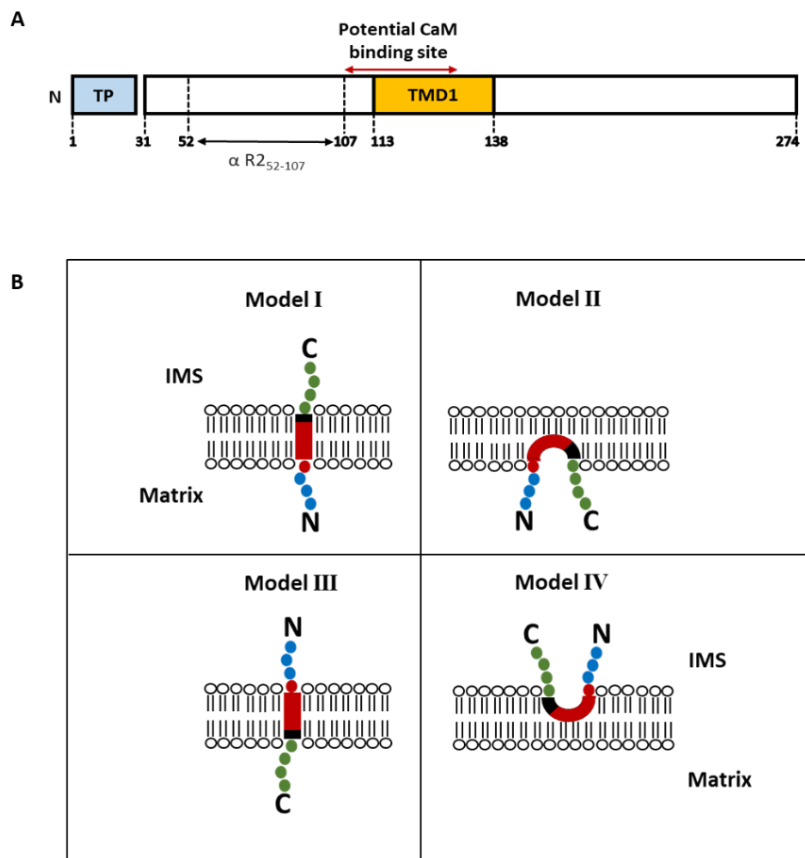 A
Potential CaM
binding site
N TP TMD1
1 31 52 107 113 138 274
α R2₅₂₋₁₀₇
B
Model I Model II
C
IMS
Matrix
N N C
Model III Model IV
N C N
IMS
Matrix
C